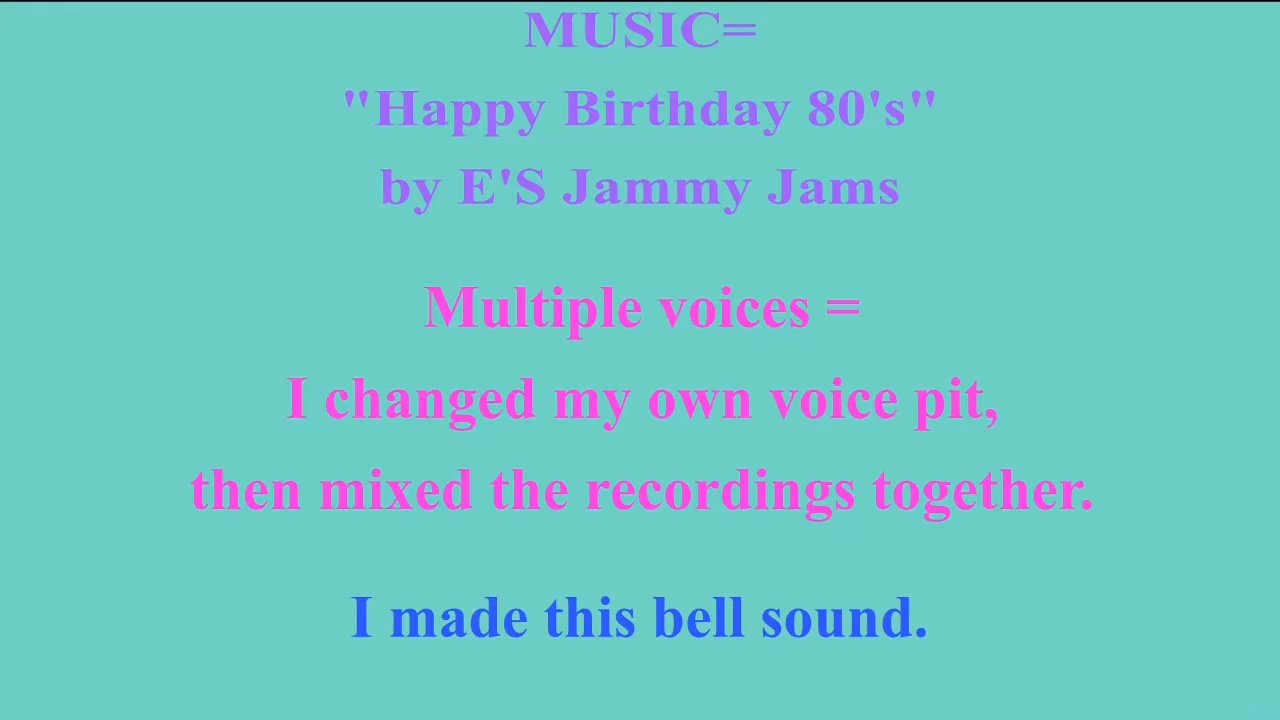 MUSIC=
"Happy Birthday 80's"
by E'S Jammy Jams
Multiple voices =
I changed my own voice pit,
then mixed the recordings together.
I made this bell sound.